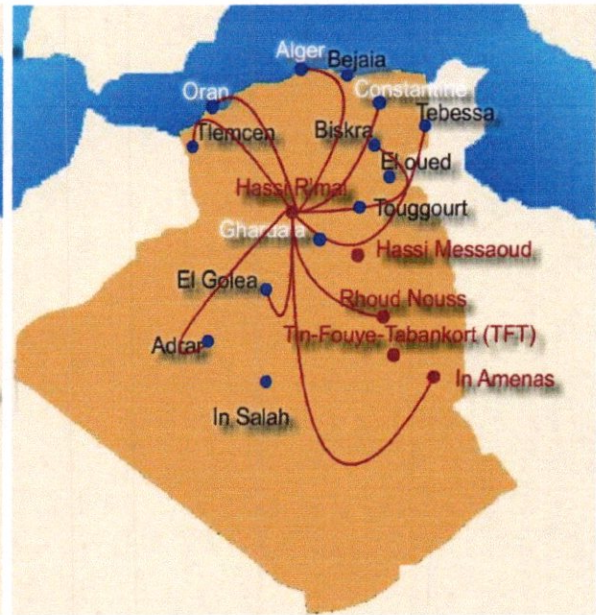 Alger
Bejaia
Oran
Constantine
Tebessa
Tlemcen
Biskra
El oued
Hassi R'mai
Touggourt
Ghardaia
Hassi Messaoud
El Golea
Rhoud Nouss
Tin-Fouye-Tabankort (TFT)
Adrar
In Amenas
In Salah